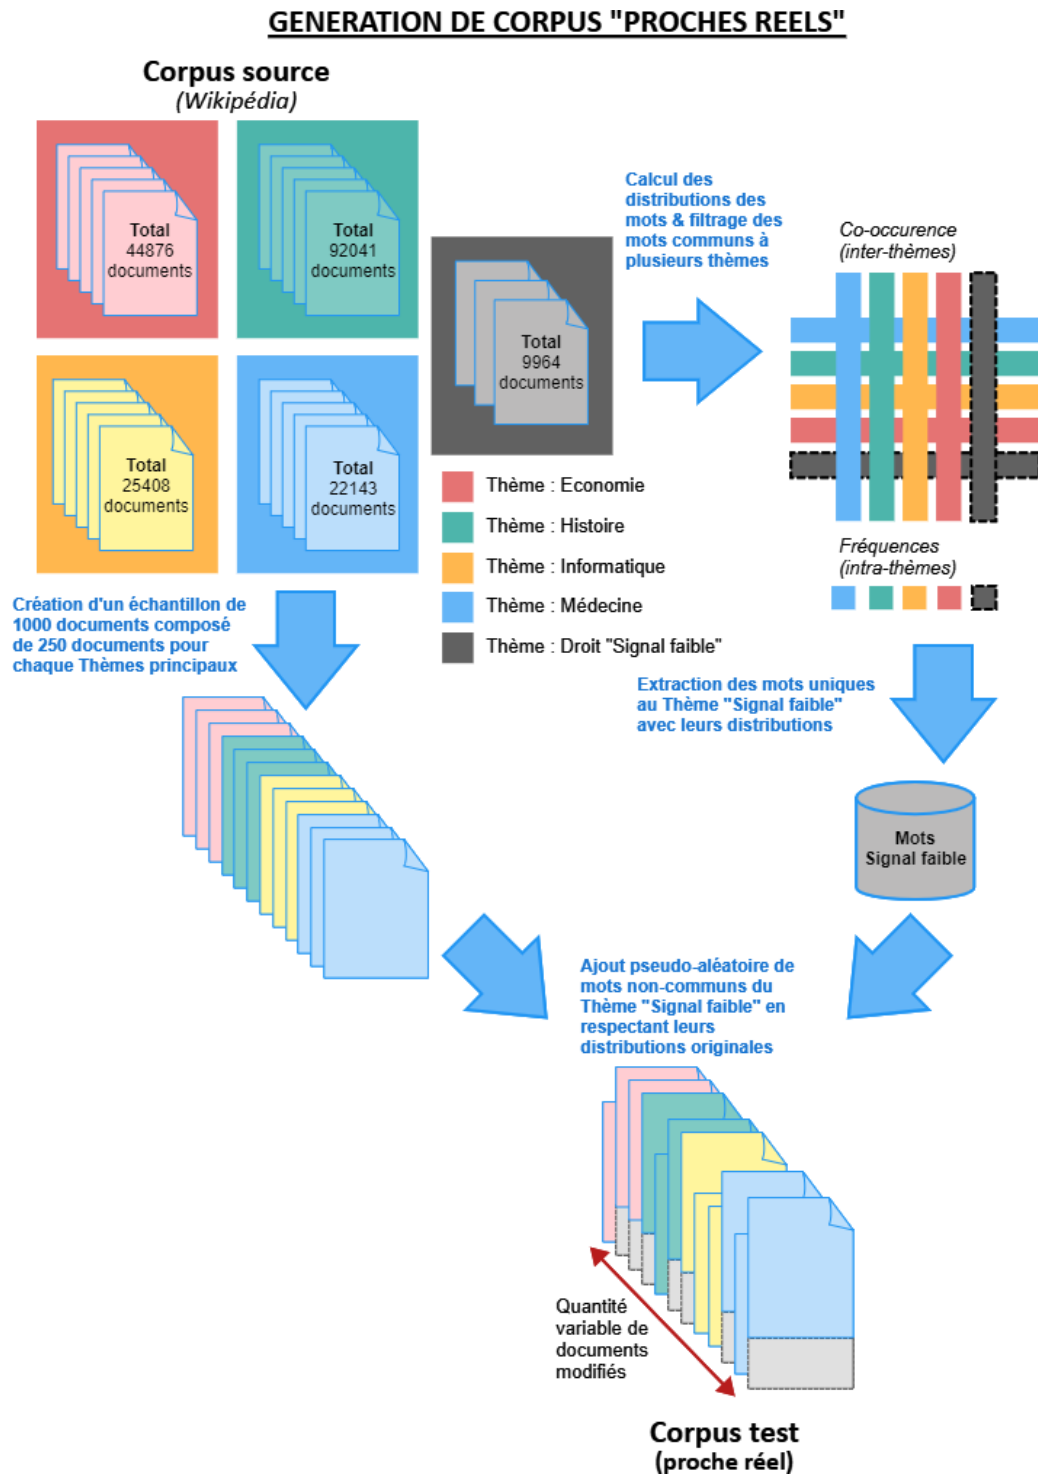 GENERATION DE CORPUS "PROCHES REELS"
Corpus source
(Wikipédia)
Total
44876
documents
Total
92041
documents
Total
9964
documents
Total
25408
documents
Total
22143
documents
Calcul des
distributions des
mots & filtrage des
mots communs à
plusieurs thèmes
Co-occurence
(inter-thèmes)
Fréquences
(intra-thèmes)
Thème : Economie
Thème : Histoire
Thème : Informatique
Thème : Médecine
Thème : Droit "Signal faible"
Création d'un échantillon de
1000 documents composé
de 250 documents pour
chaque Thèmes principaux
Extraction des mots uniques
au Thème "Signal faible"
avec leurs distributions
Mots
Signal faible
Ajout pseudo-aléatoire de
mots non-communs du
Thème "Signal faible" en
respectant leurs
distributions originales
Quantité
variable de
documents
modifiés
Corpus test
(proche réel)